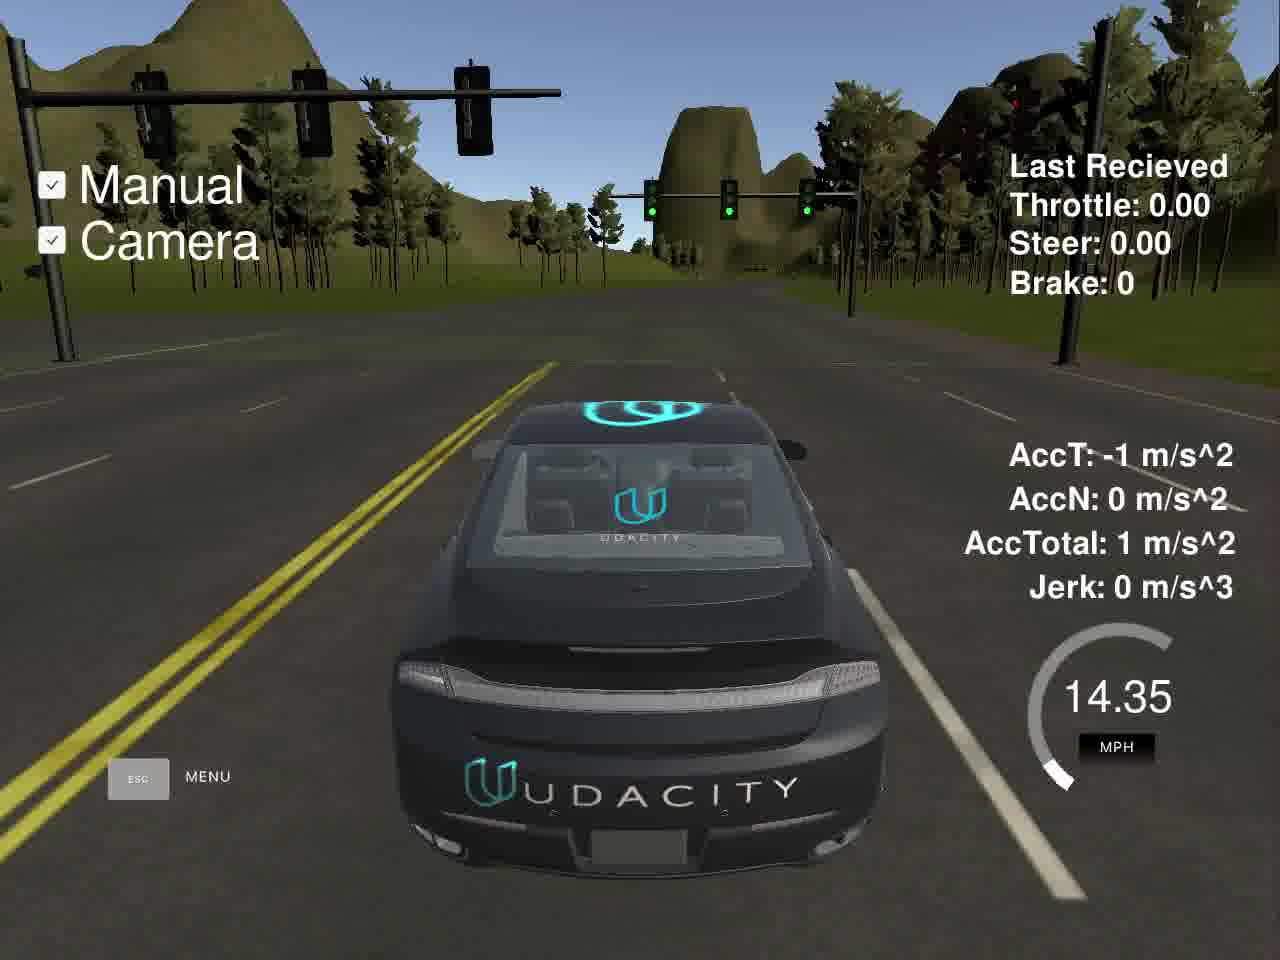 Manual
Camera
Last Recieved
Throttle: 0.00
Steer: 0.00
Brake: 0
AccT: -1 m/s^2
AccN: 0 m/s^2
AccTotal: 1 m/s^2
Jerk: 0 m/s^3
14.35
MPH
ESC MENU
UDACITY
UDACITY